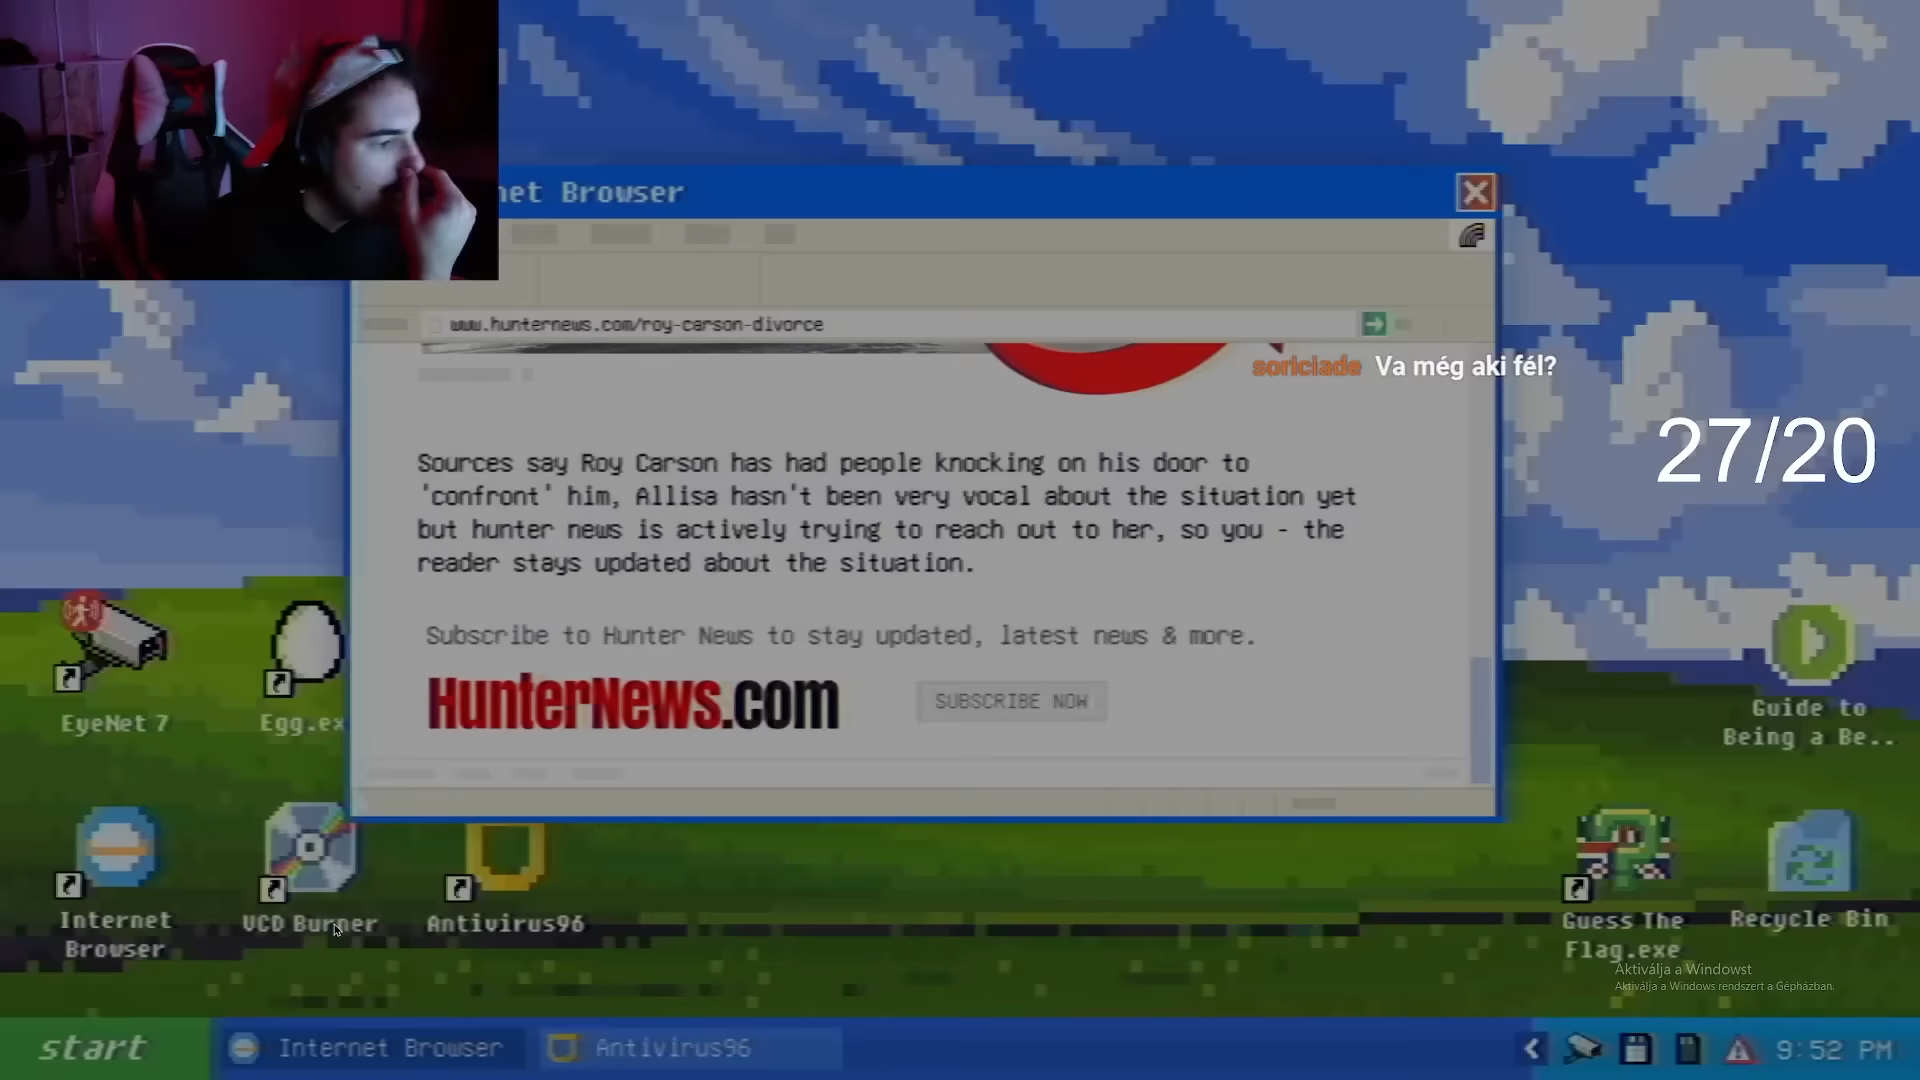 net Browser
www.hunternews.com/roy-carson-divorce
soriciade Va még aki fél?
27/20
Sources say Roy Carson has had people knocking on his door to
'confront' him, Allisa hasn't been very vocal about the situation yet
but hunter news is actively trying to reach out to her, so you - the
reader stays updated about the situation.
Subscribe to Hunter News to stay updated, latest news & more.
HunterNews.com
SUBSCRIBE NOW
EyeNet 7
Egg.ex
Guide to
Being a Be..
Internet
Browser
VCD Burner
Antivirus96
Guess The
Flag.exe
Recycle Bin
Aktiválja a Windowst
Aktiválja a Windows rendszert a Gépházban.
start
Internet Browser
Antivirus96
9:52 PM